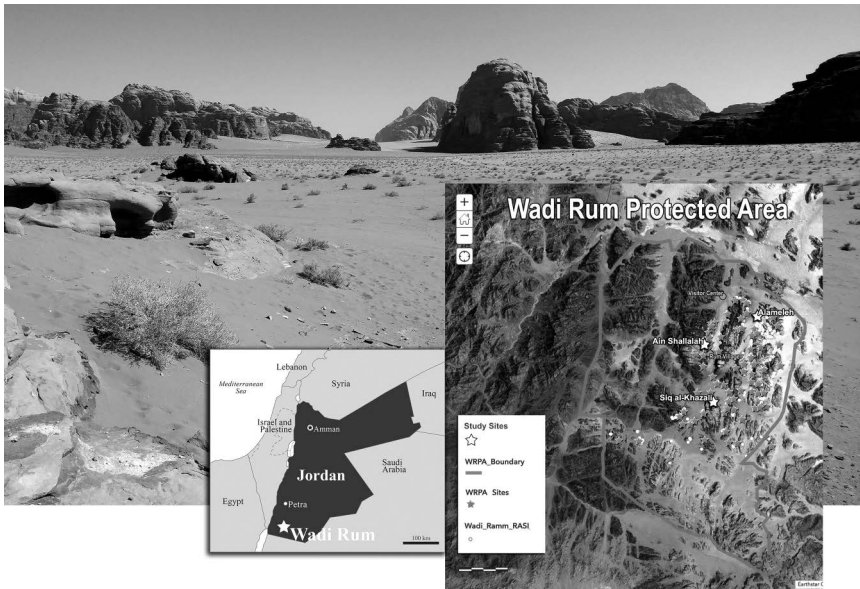 Wadi Rum Protected Area
Visitor Center
Alameleh
Ain Shallalah
Rum Village
Siq al-Khazali
Study Sites
WRPA_Boundary
WRPA Sites
Wadi_Ramm_RASI
Earthstar
Lebanon
Mediterranean
Sea
Syria
Iraq
Israel and
Palestine
Amman
Jordan
Saudi
Arabia
Egypt
Petra
Wadi Rum
100 km